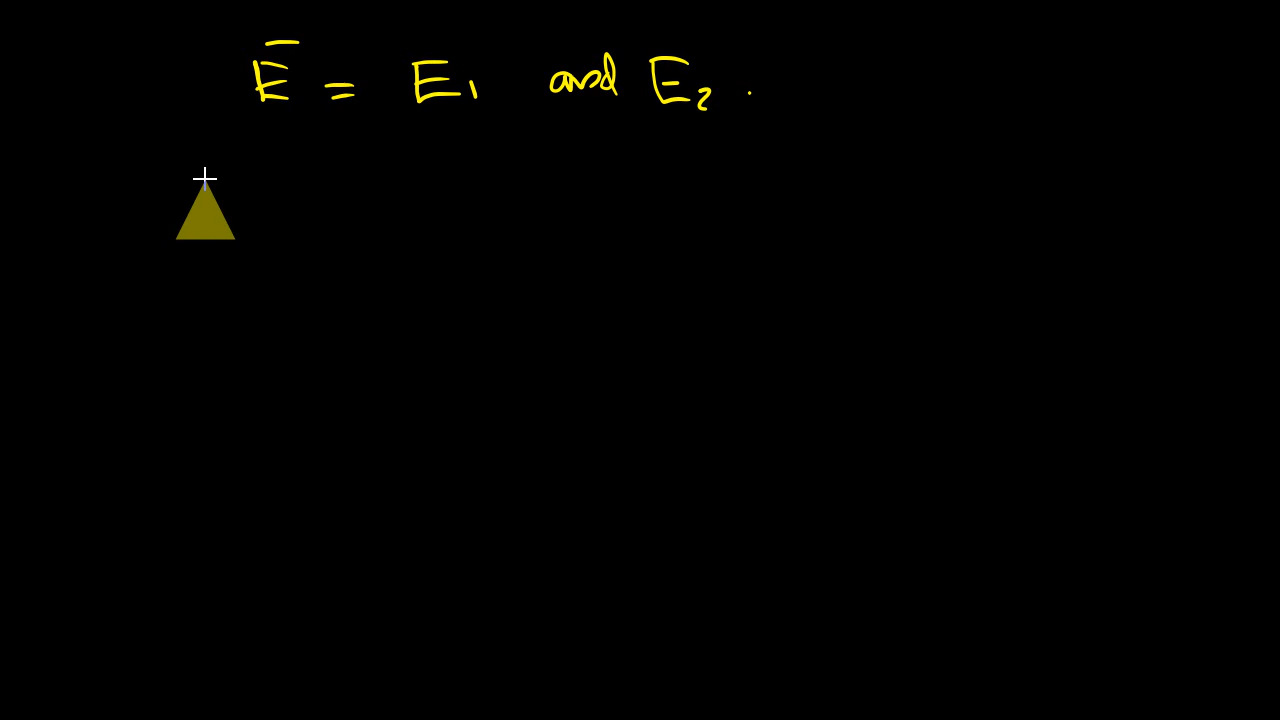 E̅ = E₁ and E₂ .